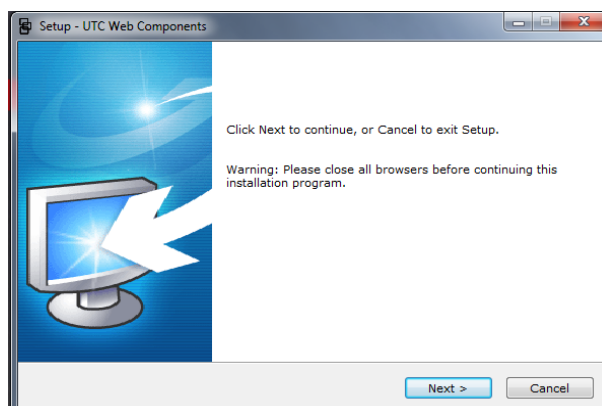 Setup - UTC Web Components
Click Next to continue, or Cancel to exit Setup.
Warning: Please close all browsers before continuing this
installation program.
Next >
Cancel